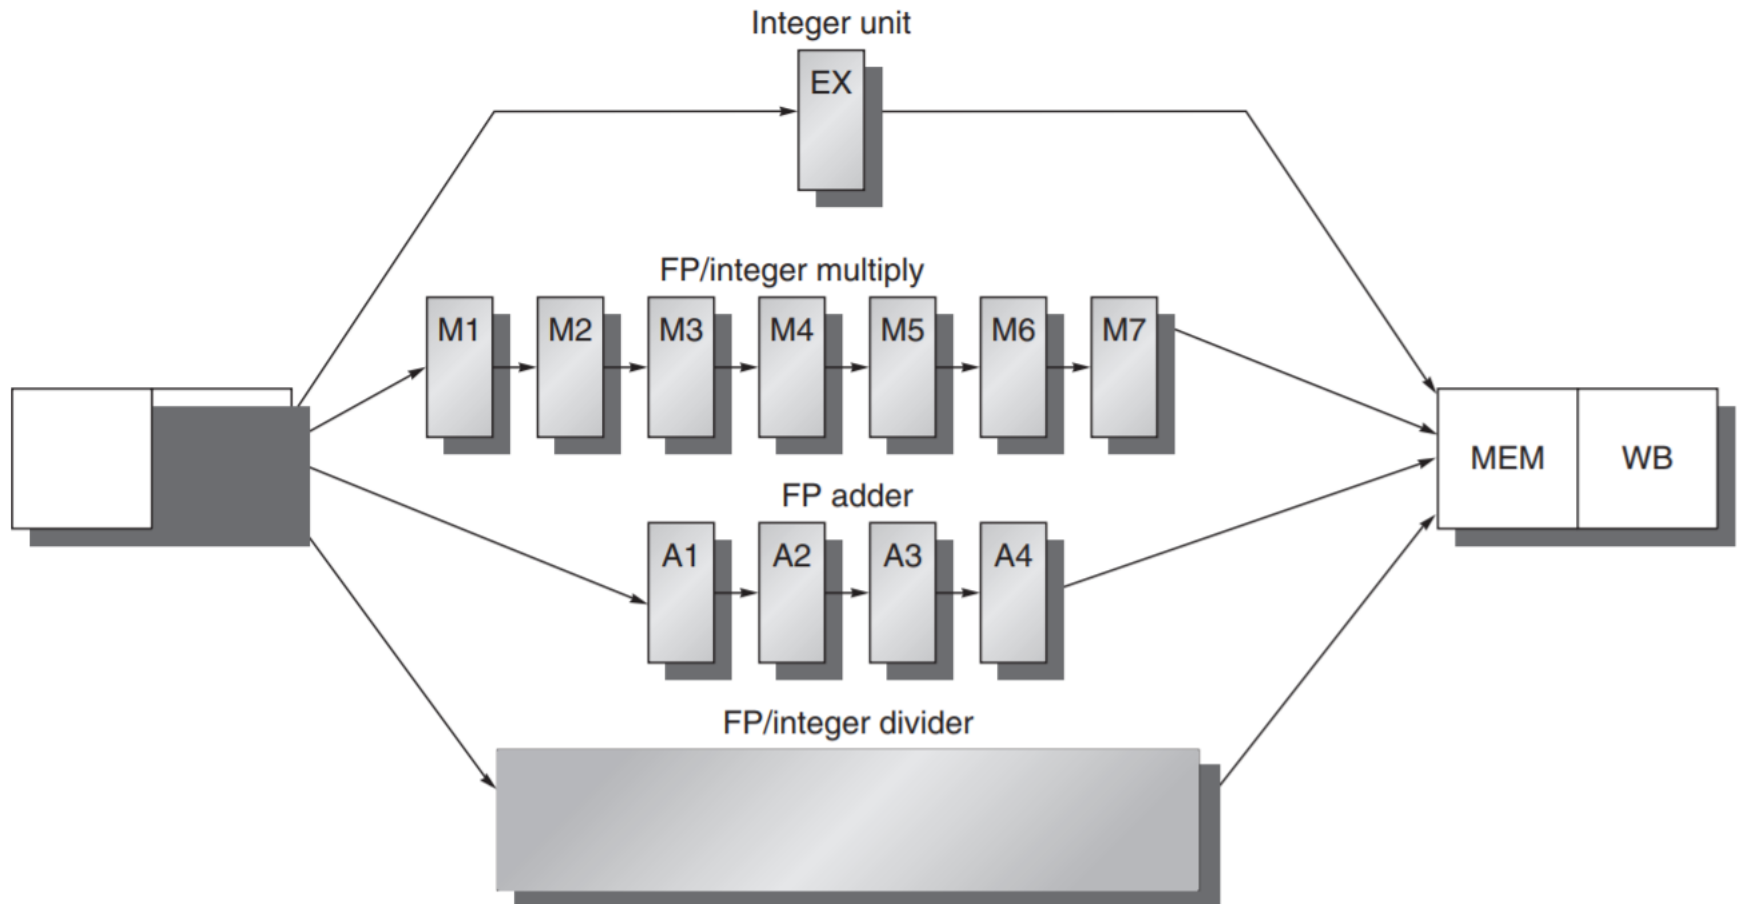 Integer unit
EX
FP/integer multiply
M1 M2 M3 M4 M5 M6 M7
MEM WB
FP adder
A1 A2 A3 A4
FP/integer divider